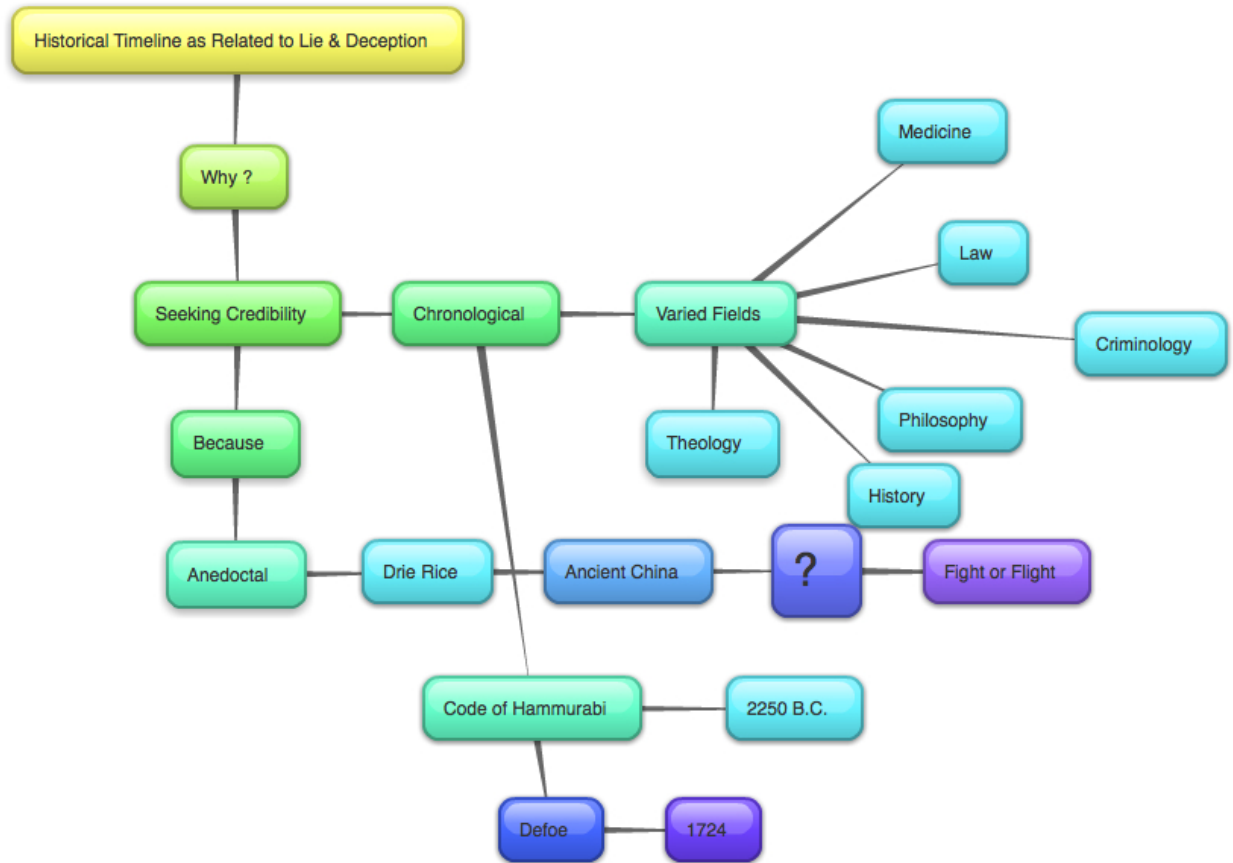 Historical Timeline as Related to Lie & Deception
Medicine
Why ?
Law
Seeking Credibility
Chronological
Varied Fields
Criminology
Philosophy
Because
Theology
History
Anedoctal
Drie Rice
Ancient China
?
Fight or Flight
Code of Hammurabi
2250 B.C.
Defoe
1724